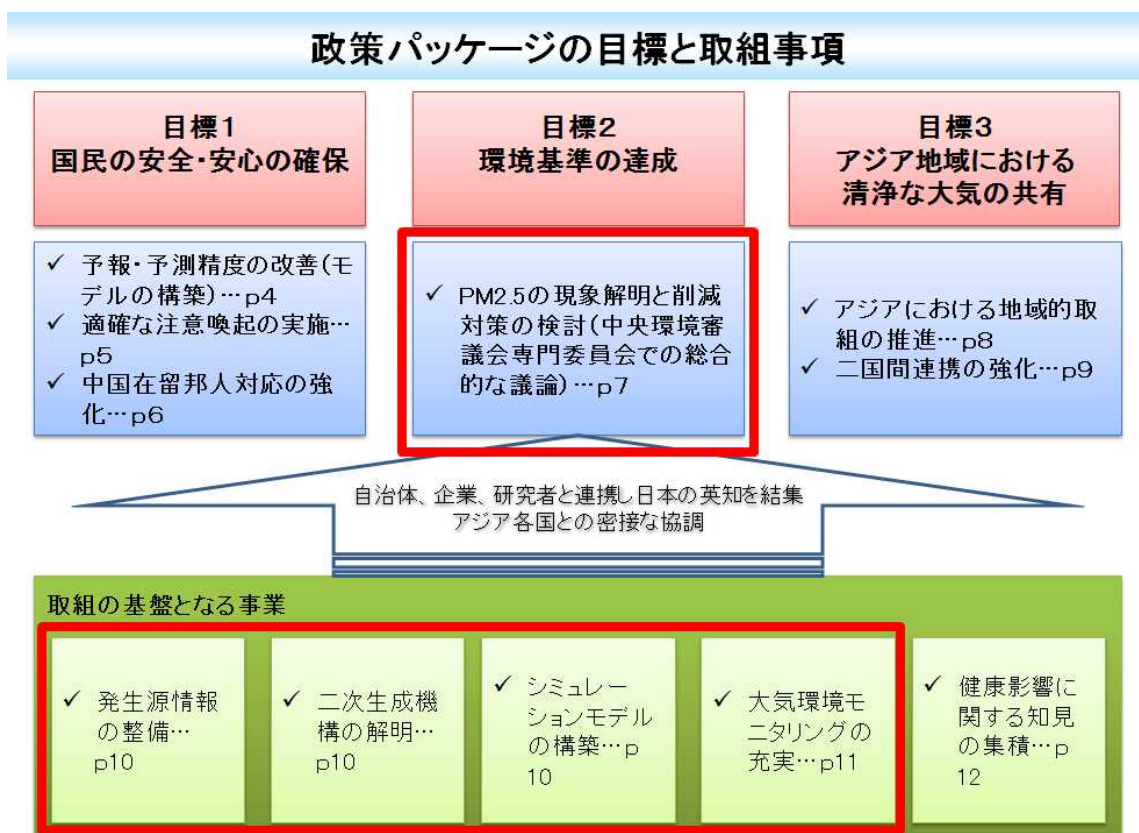 政策パッケージの目標と取組事項
目標1
国民の安全・安心の確保
目標2
環境基準の達成
目標3
アジア地域における
清浄な大気の共有
✓ 予報・予測精度の改善(モ
デルの構築)…p4
✓ 適確な注意喚起の実施…
p5
✓ 中国在留邦人対応の強
化…p6
✓ PM2.5の現象解明と削減
対策の検討(中央環境審
議会専門委員会での総合
的な議論)…p7
✓ アジアにおける地域的取
組の推進…p8
✓ 二国間連携の強化…p9
自治体、企業、研究者と連携し日本の英知を結集
アジア各国との密接な協調
取組の基盤となる事業
✓ 発生源情報
の整備…
p10
✓ 二次生成機
構の解明…
p10
✓ シミュレー
ションモデル
の構築…p
10
✓ 大気環境モ
ニタリングの
充実…p11
✓ 健康影響に
関する知見
の集積…p
12